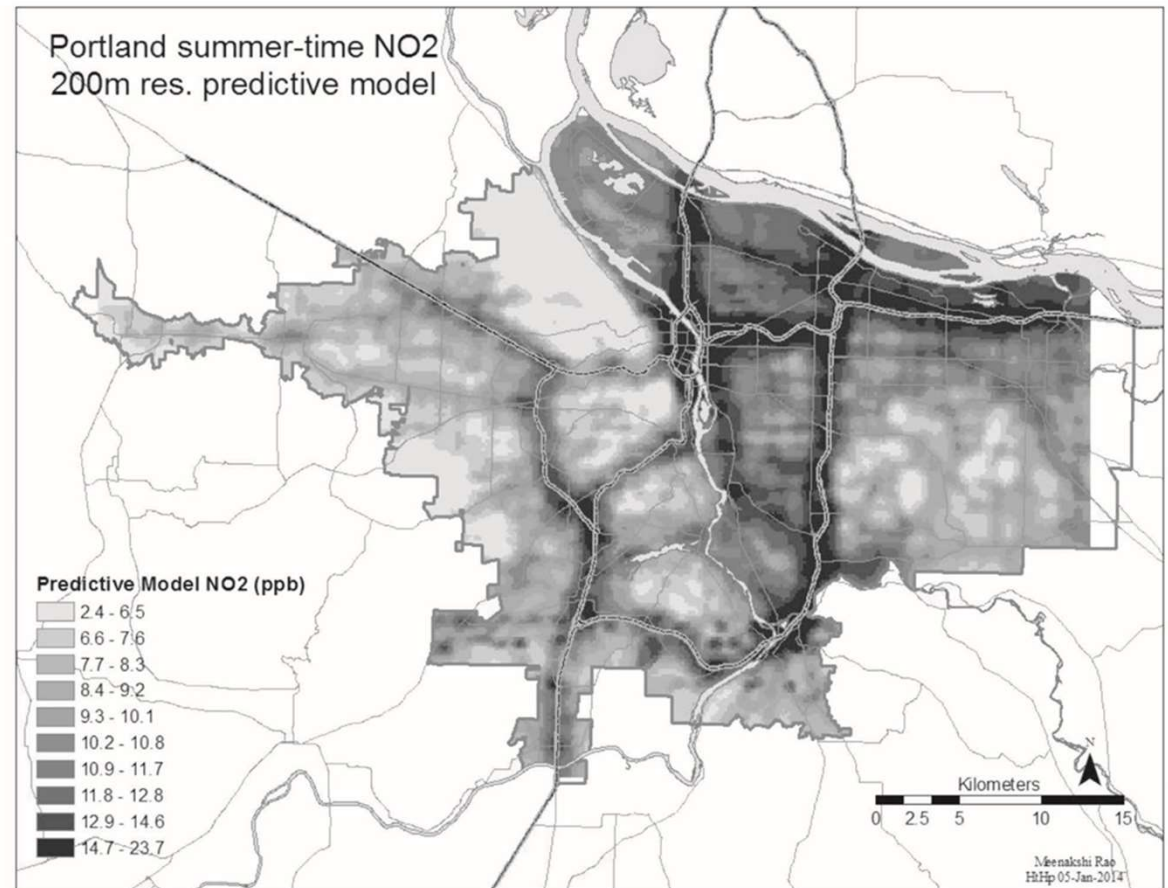 Portland summer-time NO2
200m res. predictive model
Predictive Model NO2 (ppb)
2.4 - 6.5
6.6 - 7.6
7.7 - 8.3
8.4 - 9.2
9.3 - 10.1
10.2 - 10.8
10.9 - 11.7
11.8 - 12.8
12.9 - 14.6
14.7 - 23.7
N
Kilometers
0 2.5 5 10 15
Meenakshi Rao
HtHp 05-Jan-2014